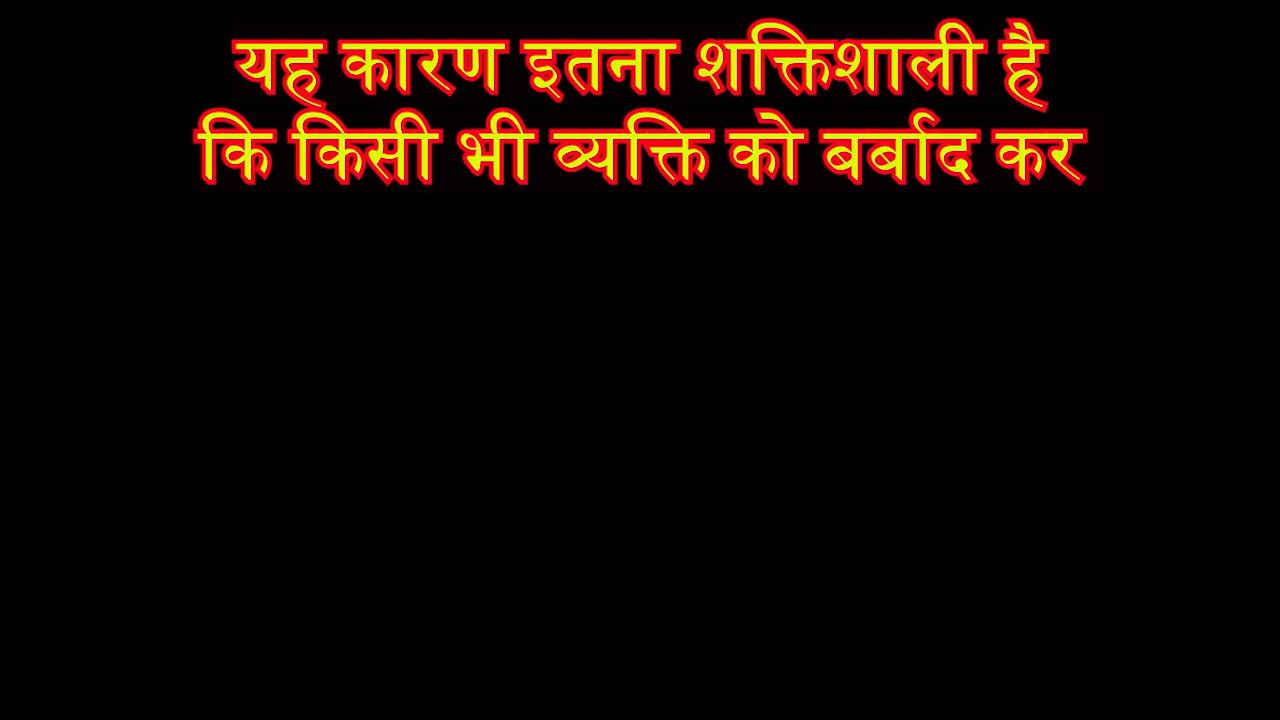 यह कारण इतना शक्तिशाली है
कि किसी भी व्यक्ति को बर्बाद कर